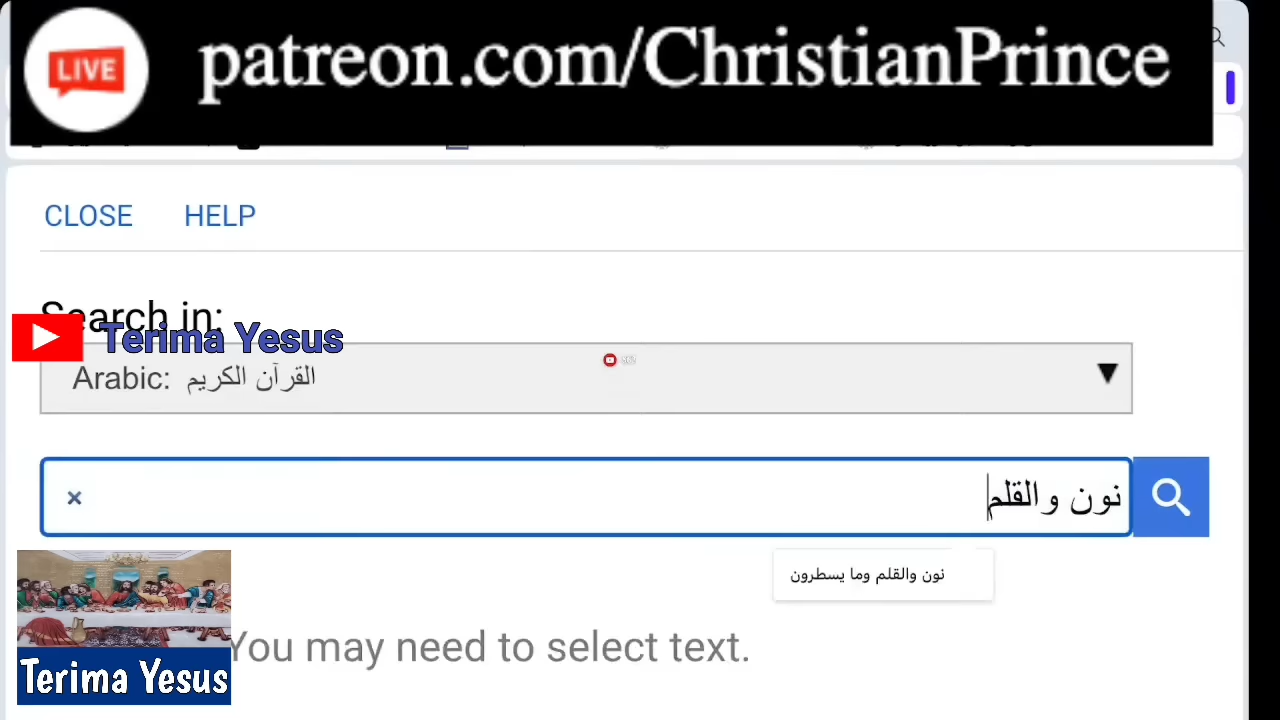 LIVE
patreon.com/ChristianPrince
CLOSE HELP
Search in:
Terima Yesus
Arabic: القرآن الكريم
نون والقلم
نون والقلم وما يسطرون
You may need to select text.
Terima Yesus